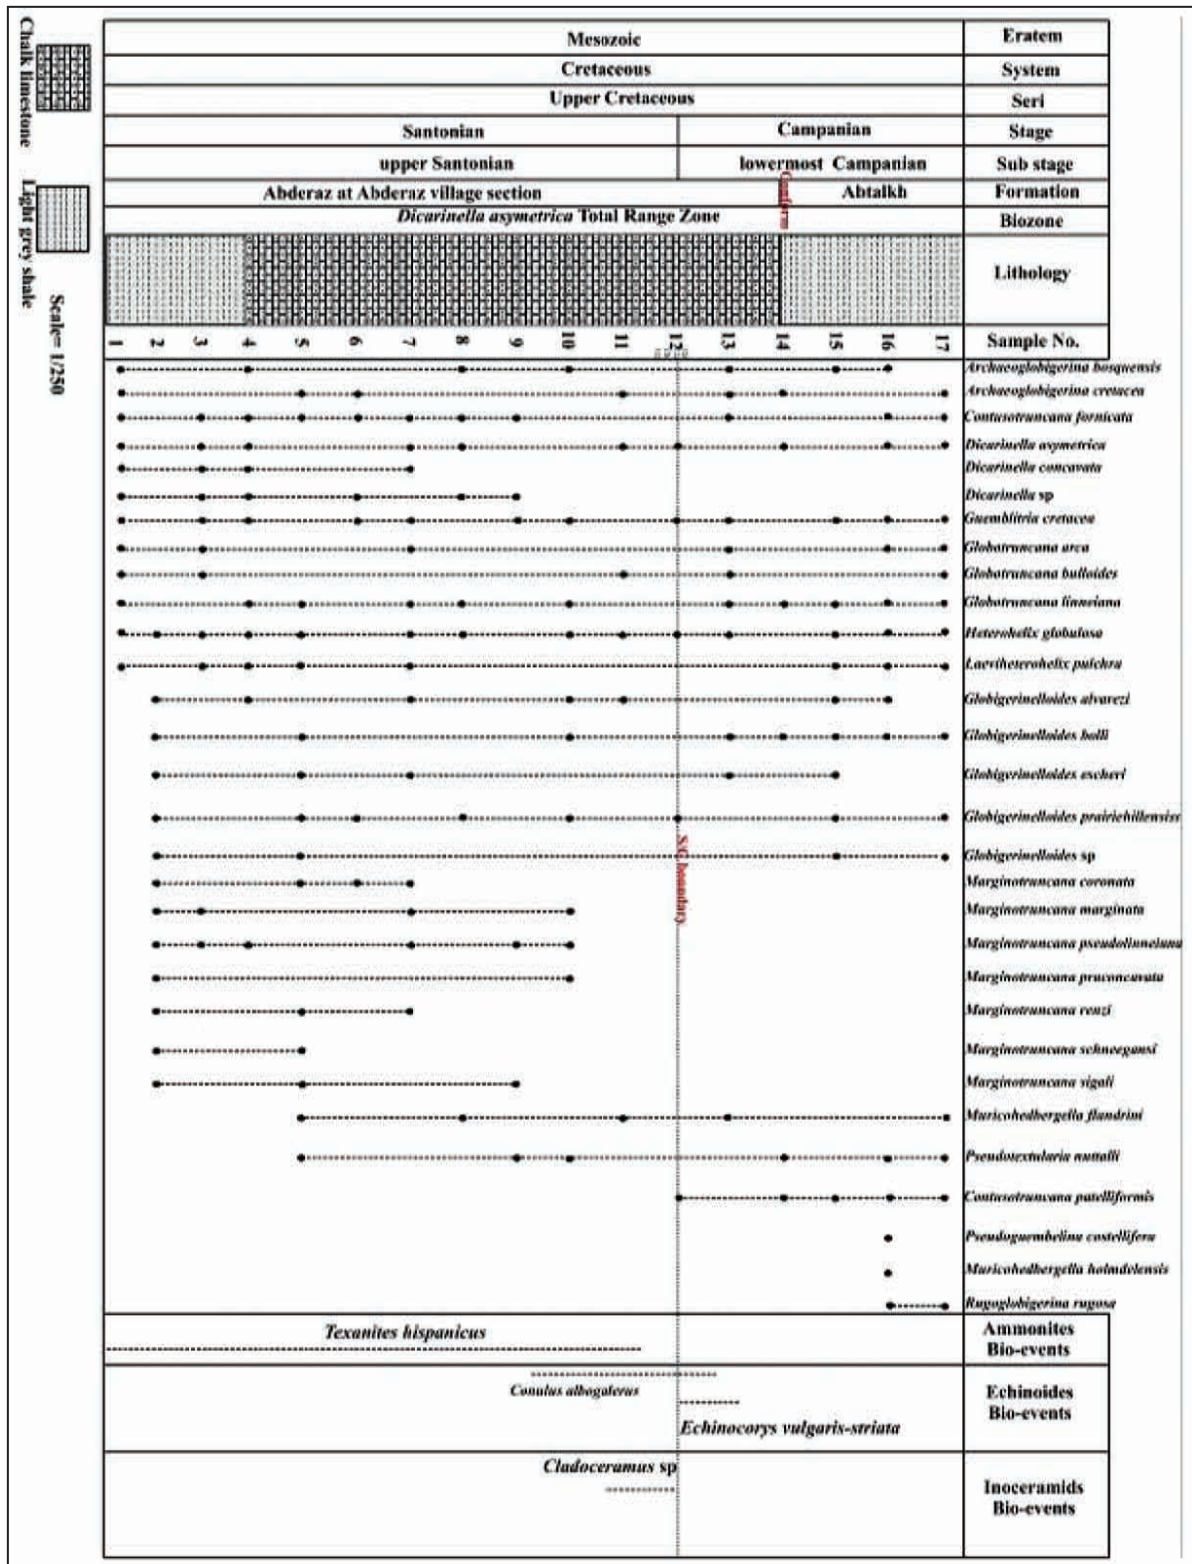 Mesozoic Eratem
Cretaceous System
Upper Cretaceous Seri
Santonian Campanian Stage
upper Santonian lowermost Campanian Sub stage
Abderaz at Abderaz village section Conform Abtalkh Formation
Dicarinella asymetrica Total Range Zone Biozone
Lithology
1 2 3 4 5 6 7 8 9 10 11 12 13 14 15 16 17 Sample No.
Chalk limestone
Light grey shale
Scale= 1/250
Archaeoglobigerina bosquensis
Archaeoglobigerina cretacea
Contusotruncana fornicata
Dicarinella asymetrica
Dicarinella concavata
Dicarinella sp
Guemblitria cretacea
Globotruncana arca
Globotruncana bulloides
Globotruncana linneiana
Heterohelix globulosa
Laeviheterohelix pulchra
Globigerinelloides alvarezi
Globigerinelloides bolli
Globigerinelloides escheri
Globigerinelloides prairiehillensiss
Globigerinelloides sp
S/C boundary
Marginotruncana coronata
Marginotruncana marginata
Marginotruncana pseudolinneiana
Marginotruncana praconcavata
Marginotruncana renzi
Marginotruncana schneegansi
Marginotruncana sigali
Muricohedbergella flandrini
Pseudotextularia nuttalli
Contusotruncana patelliformis
Pseudoguembelina costellifera
Muricohedbergella holmdelensis
Rugoglobigerina rugosa
Texanites hispanicus
Ammonites
Bio-events
Conulus albogalerus
Echinocorys vulgaris-striata
Echinoides
Bio-events
Cladoceramus sp
Inoceramids
Bio-events